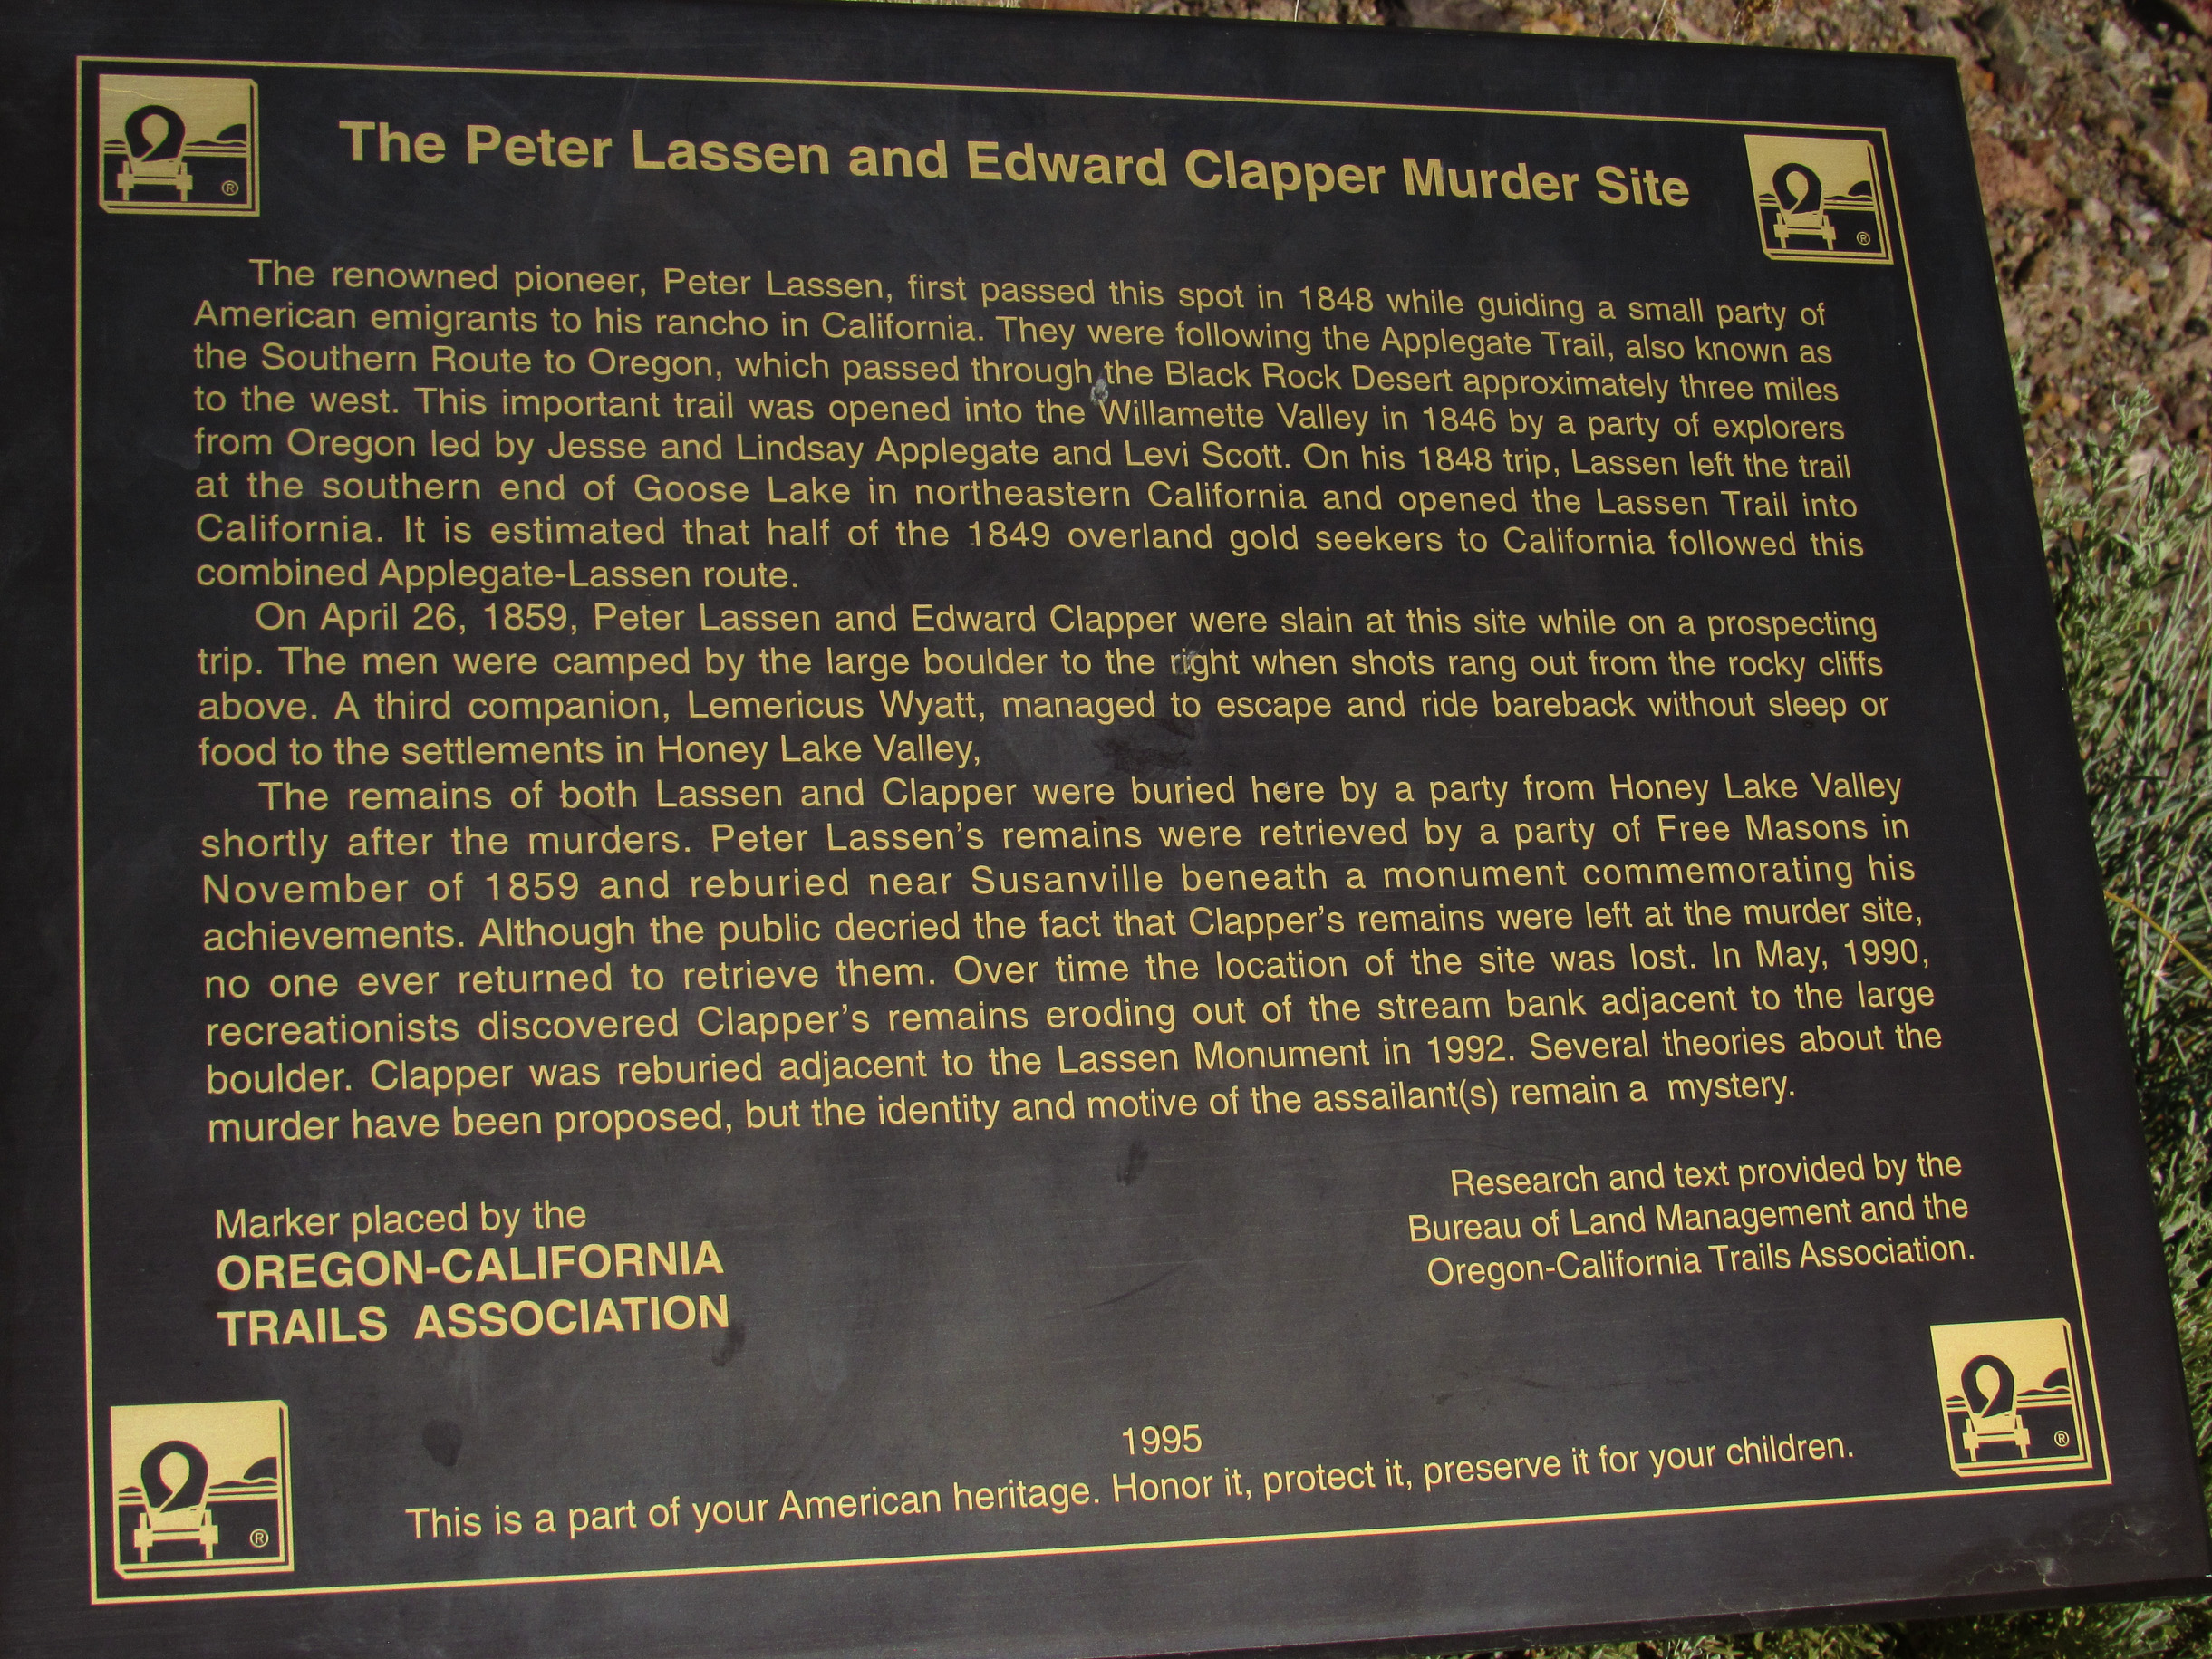 The Peter Lassen and Edward Clapper Murder Site
The renowned pioneer, Peter Lassen, first passed this spot in 1848 while guiding a small party of
American emigrants to his rancho in California. They were following the Applegate Trail, also known as
the Southern Route to Oregon, which passed through the Black Rock Desert approximately three miles
to the west. This important trail was opened into the Willamette Valley in 1846 by a party of explorers
from Oregon led by Jesse and Lindsay Applegate and Levi Scott. On his 1848 trip, Lassen left the trail
at the southern end of Goose Lake in northeastern California and opened the Lassen Trail into
California. It is estimated that half of the 1849 overland gold seekers to California followed this
combined Applegate-Lassen route.
On April 26, 1859, Peter Lassen and Edward Clapper were slain at this site while on a prospecting
trip. The men were camped by the large boulder to the right when shots rang out from the rocky cliffs
above. A third companion, Lemericus Wyatt, managed to escape and ride bareback without sleep or
food to the settlements in Honey Lake Valley,
The remains of both Lassen and Clapper were buried here by a party from Honey Lake Valley
shortly after the murders. Peter Lassen's remains were retrieved by a party of Free Masons in
November of 1859 and reburied near Susanville beneath a monument commemorating his
achievements. Although the public decried the fact that Clapper's remains were left at the murder site,
no one ever returned to retrieve them. Over time the location of the site was lost. In May, 1990,
recreationists discovered Clapper's remains eroding out of the stream bank adjacent to the large
boulder. Clapper was reburied adjacent to the Lassen Monument in 1992. Several theories about the
murder have been proposed, but the identity and motive of the assailant(s) remain a mystery.
Marker placed by the
OREGON-CALIFORNIA
TRAILS ASSOCIATION
Research and text provided by the
Bureau of Land Management and the
Oregon-California Trails Association.
1995
This is a part of your American heritage. Honor it, protect it, preserve it for your children.
®
®
®
®